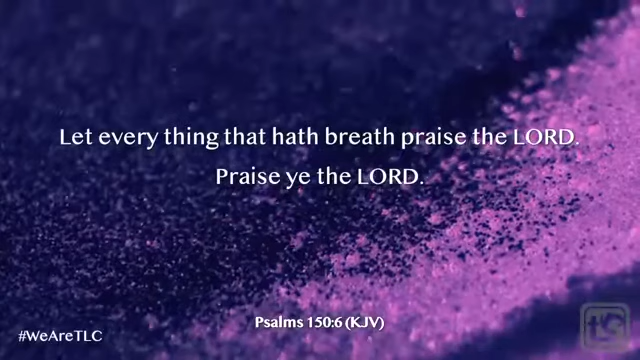 Let every thing that hath breath praise the LORD.
Praise ye the LORD.
Psalms 150:6 (KJV)
#WeAreTLC